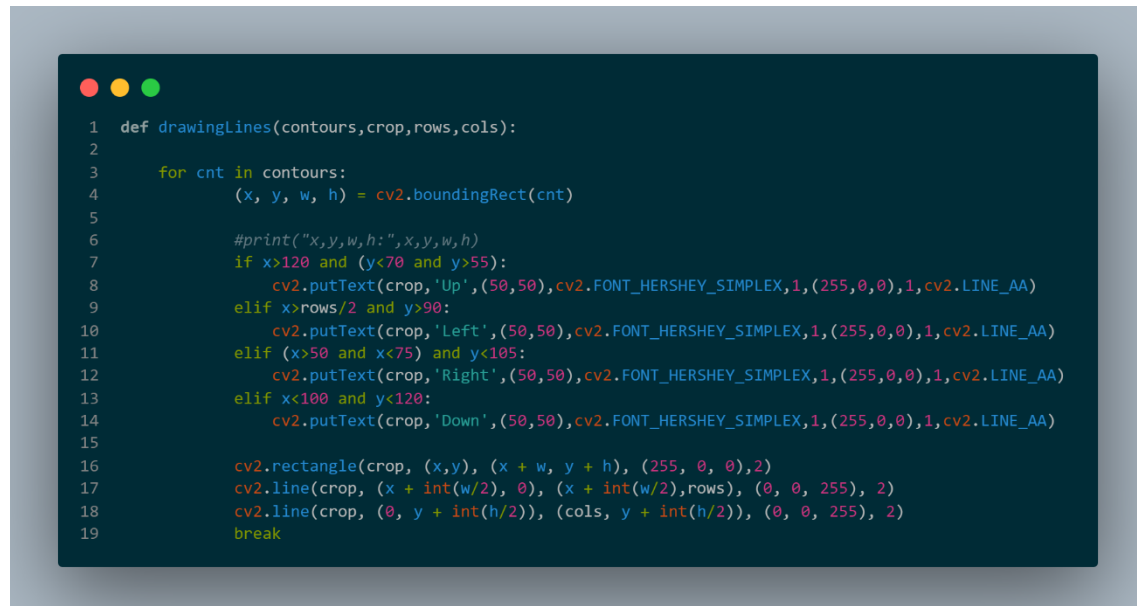 1 def drawingLines(contours,crop,rows,cols):
2
3     for cnt in contours:
4             (x, y, w, h) = cv2.boundingRect(cnt)
5
6             #print("x,y,w,h:",x,y,w,h)
7             if x>120 and (y<70 and y>55):
8                 cv2.putText(crop,'Up',(50,50),cv2.FONT_HERSHEY_SIMPLEX,1,(255,0,0),1,cv2.LINE_AA)
9             elif x>rows/2 and y>90:
10                 cv2.putText(crop,'Left',(50,50),cv2.FONT_HERSHEY_SIMPLEX,1,(255,0,0),1,cv2.LINE_AA)
11             elif (x>50 and x<75) and y<105:
12                 cv2.putText(crop,'Right',(50,50),cv2.FONT_HERSHEY_SIMPLEX,1,(255,0,0),1,cv2.LINE_AA)
13             elif x<100 and y<120:
14                 cv2.putText(crop,'Down',(50,50),cv2.FONT_HERSHEY_SIMPLEX,1,(255,0,0),1,cv2.LINE_AA)
15
16             cv2.rectangle(crop, (x,y), (x + w, y + h), (255, 0, 0),2)
17             cv2.line(crop, (x + int(w/2), 0), (x + int(w/2),rows), (0, 0, 255), 2)
18             cv2.line(crop, (0, y + int(h/2)), (cols, y + int(h/2)), (0, 0, 255), 2)
19             break